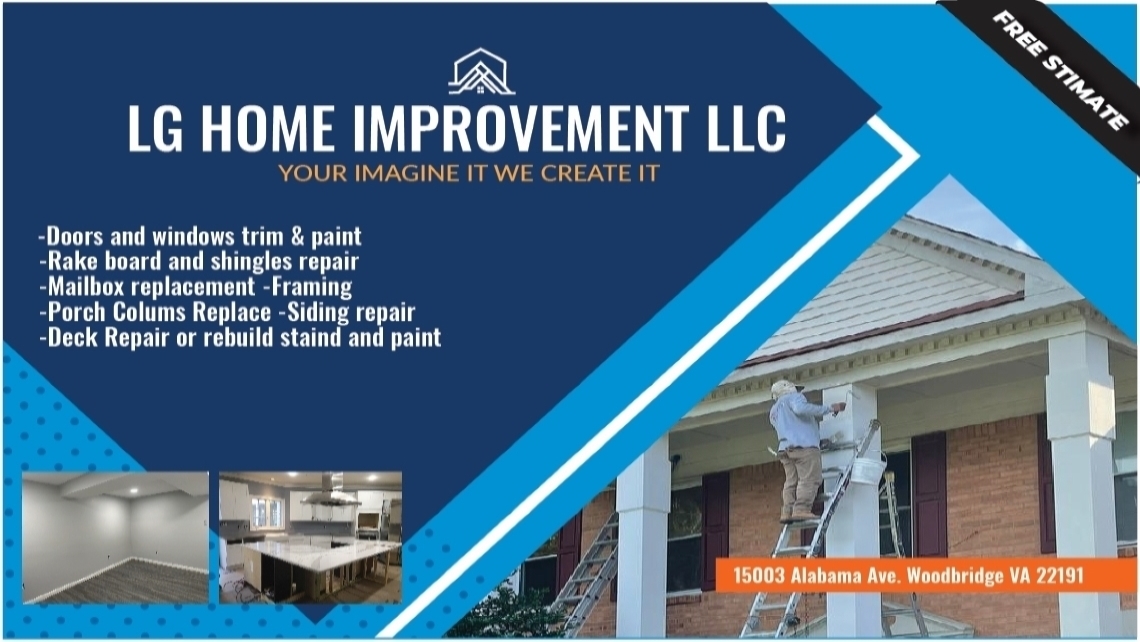 FREE STIMATE
LG HOME IMPROVEMENT LLC
YOUR IMAGINE IT WE CREATE IT
-Doors and windows trim & paint
-Rake board and shingles repair
-Mailbox replacement -Framing
-Porch Colums Replace -Siding repair
-Deck Repair or rebuild staind and paint
15003 Alabama Ave. Woodbridge VA 22191